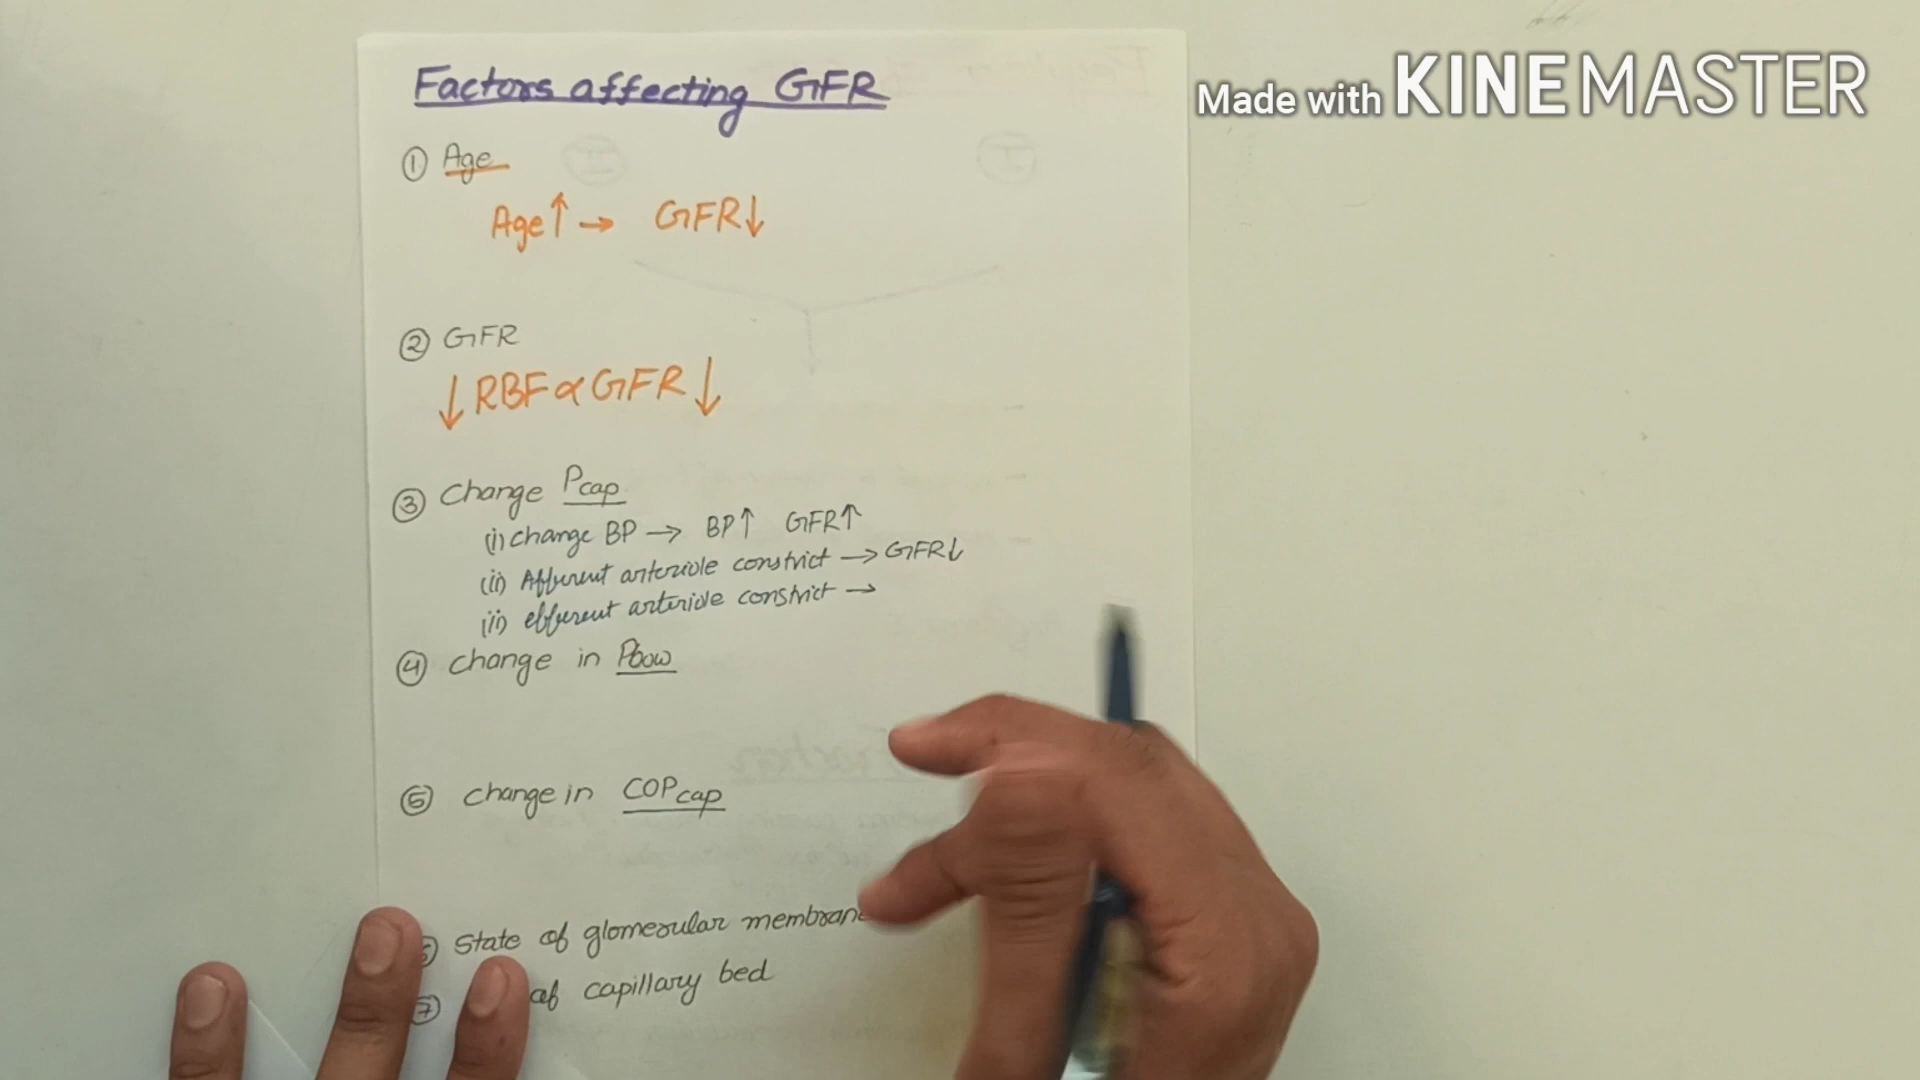 Factors affecting GFR
Made with KINEMASTER
① Age
Age↑ → GFR↓
② GFR
↓ RBF ∝ GFR ↓
③ Change Pcap
(i) change BP → BP↑ GFR↑
(ii) Afferent arteriole constrict → GFR↓
(ii) efferent arteriole constrict →
④ Change in Pbow
⑤ Change in COPcap
State of glomerular membran
⑦ of capillary bed